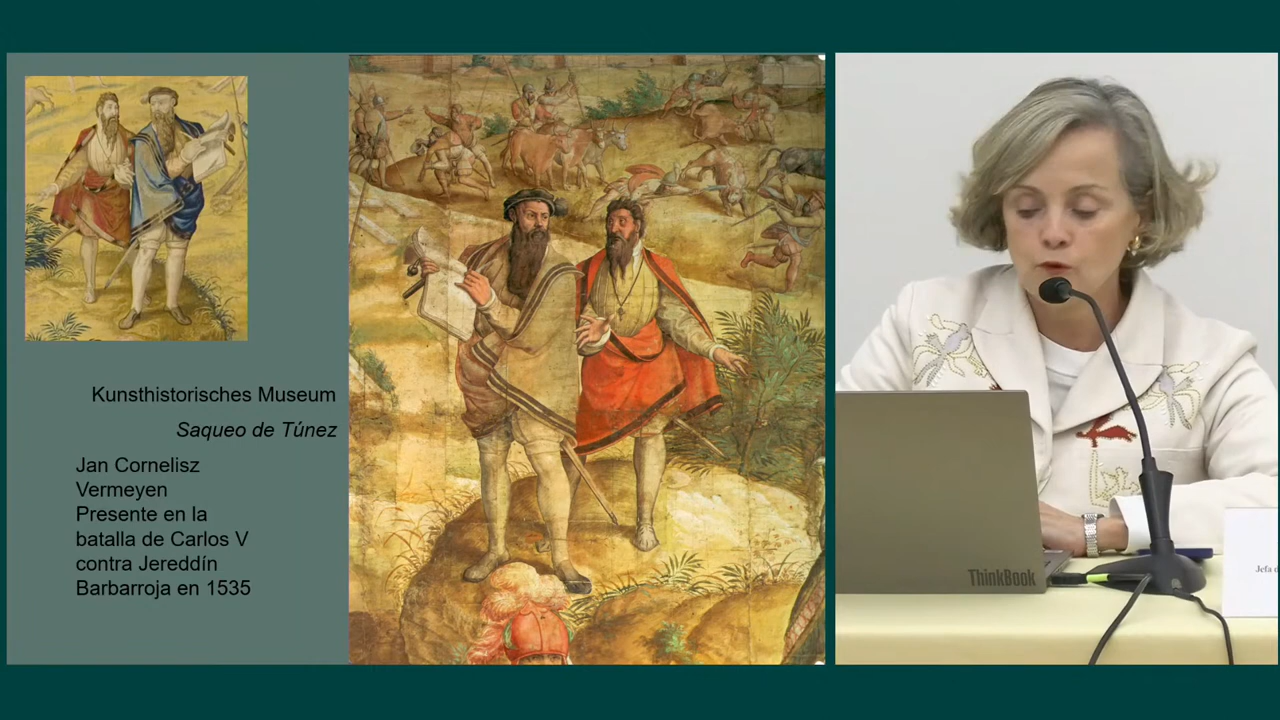 Kunsthistorisches Museum
Saqueo de Túnez
Jan Cornelisz
Vermeyen
Presente en la
batalla de Carlos V
contra Jereddín
Barbarroja en 1535
ThinkBook
Jefa